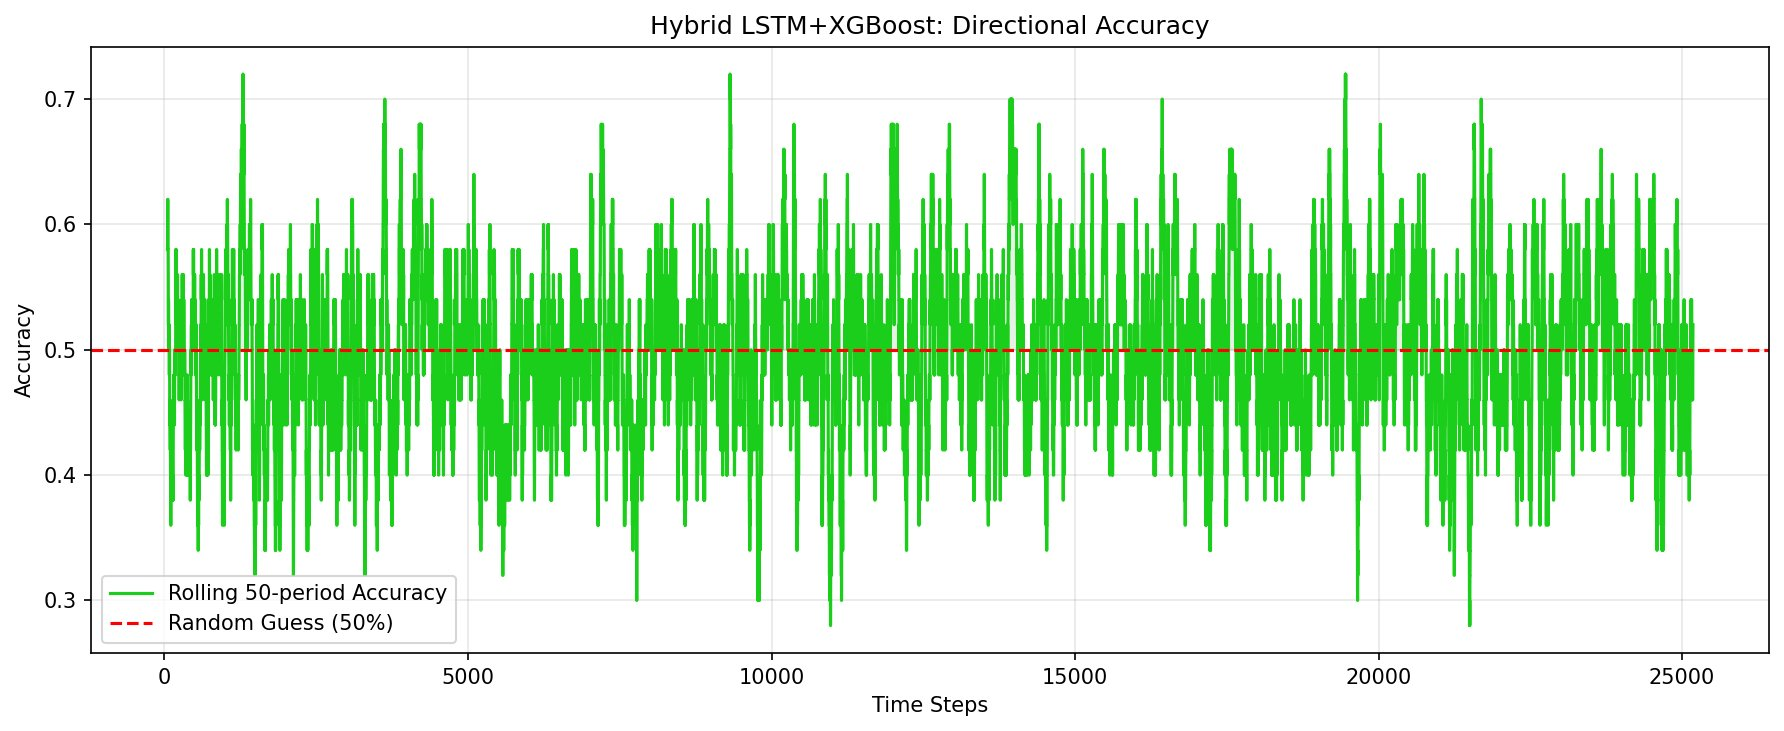 Hybrid LSTM+XGBoost: Directional Accuracy
Accuracy
0.7
0.6
0.5
0.4
0.3
Rolling 50-period Accuracy
Random Guess (50%)
0
5000
10000
15000
20000
25000
Time Steps